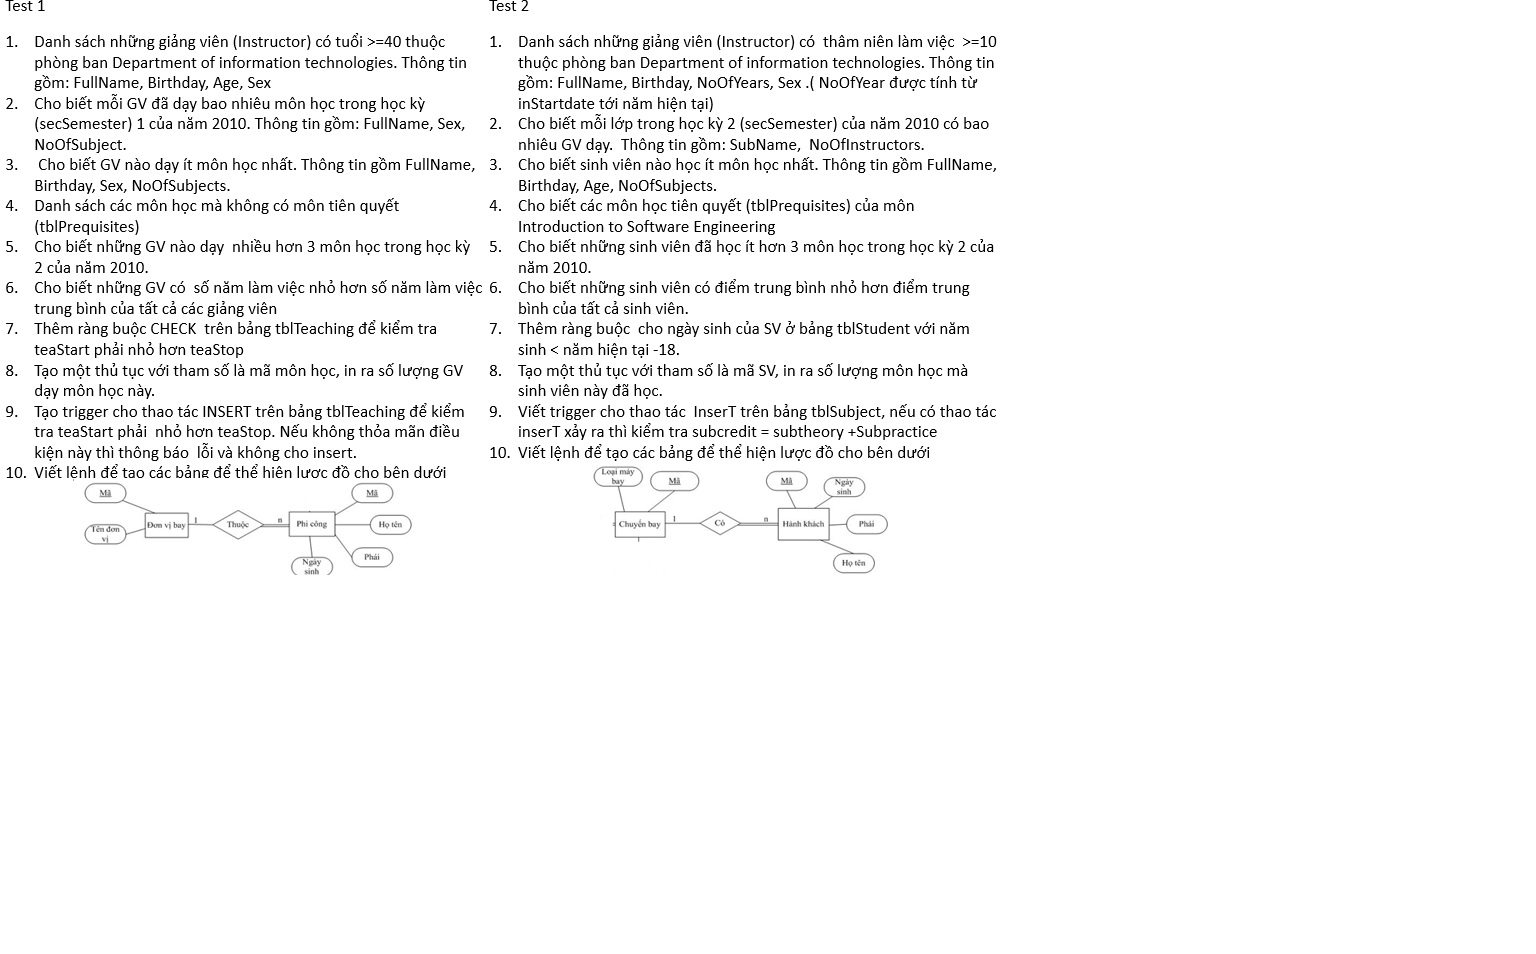 Test 1
1. Danh sách những giảng viên (Instructor) có tuổi >=40 thuộc
phòng ban Department of information technologies. Thông tin
gồm: FullName, Birthday, Age, Sex
2. Cho biết mỗi GV đã dạy bao nhiêu môn học trong học kỳ
(secSemester) 1 của năm 2010. Thông tin gồm: FullName, Sex,
NoOfSubject.
3. Cho biết GV nào dạy ít môn học nhất. Thông tin gồm FullName,
Birthday, Sex, NoOfSubjects.
4. Danh sách các môn học mà không có môn tiên quyết
(tblPrequisites)
5. Cho biết những GV nào dạy nhiều hơn 3 môn học trong học kỳ
2 của năm 2010.
6. Cho biết những GV có số năm làm việc nhỏ hơn số năm làm việc
trung bình của tất cả các giảng viên
7. Thêm ràng buộc CHECK trên bảng tblTeaching để kiểm tra
teaStart phải nhỏ hơn teaStop
8. Tạo một thủ tục với tham số là mã môn học, in ra số lượng GV
dạy môn học này.
9. Tạo trigger cho thao tác INSERT trên bảng tblTeaching để kiểm
tra teaStart phải nhỏ hơn teaStop. Nếu không thỏa mãn điều
kiện này thì thông báo lỗi và không cho insert.
10. Viết lệnh để tạo các bảng để thể hiện lược đồ cho bên dưới
Mã
Mã
Đơn vị bay
1
Thuộc
n
Phi công
Họ tên
Tên đơn
vị
Phái
Ngày
sinh
Test 2
1. Danh sách những giảng viên (Instructor) có thâm niên làm việc >=10
thuộc phòng ban Department of information technologies. Thông tin
gồm: FullName, Birthday, NoOfYears, Sex .( NoOfYear được tính từ
inStartdate tới năm hiện tại)
2. Cho biết mỗi lớp trong học kỳ 2 (secSemester) của năm 2010 có bao
nhiêu GV dạy. Thông tin gồm: SubName, NoOfInstructors.
3. Cho biết sinh viên nào học ít môn học nhất. Thông tin gồm FullName,
Birthday, Age, NoOfSubjects.
4. Cho biết các môn học tiên quyết (tblPrequisites) của môn
Introduction to Software Engineering
5. Cho biết những sinh viên đã học ít hơn 3 môn học trong học kỳ 2 của
năm 2010.
6. Cho biết những sinh viên có điểm trung bình nhỏ hơn điểm trung
bình của tất cả sinh viên.
7. Thêm ràng buộc cho ngày sinh của SV ở bảng tblStudent với năm
sinh < năm hiện tại -18.
8. Tạo một thủ tục với tham số là mã SV, in ra số lượng môn học mà
sinh viên này đã học.
9. Viết trigger cho thao tác InserT trên bảng tblSubject, nếu có thao tác
inserT xảy ra thì kiểm tra subcredit = subtheory +Subpractice
10. Viết lệnh để tạo các bảng để thể hiện lược đồ cho bên dưới
Loại máy
bay
Mã
Mã
Ngày
sinh
Chuyến bay
1
Có
n
Hành khách
Phái
Họ tên